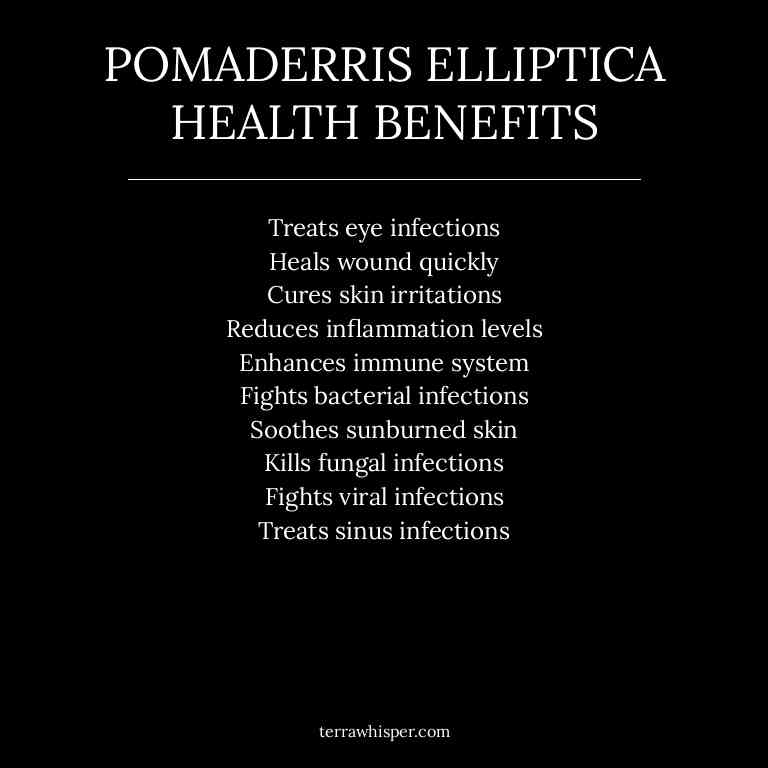 POMADERRIS ELLIPTICA
HEALTH BENEFITS
Treats eye infections
Heals wound quickly
Cures skin irritations
Reduces inflammation levels
Enhances immune system
Fights bacterial infections
Soothes sunburned skin
Kills fungal infections
Fights viral infections
Treats sinus infections
terrawhisper.com